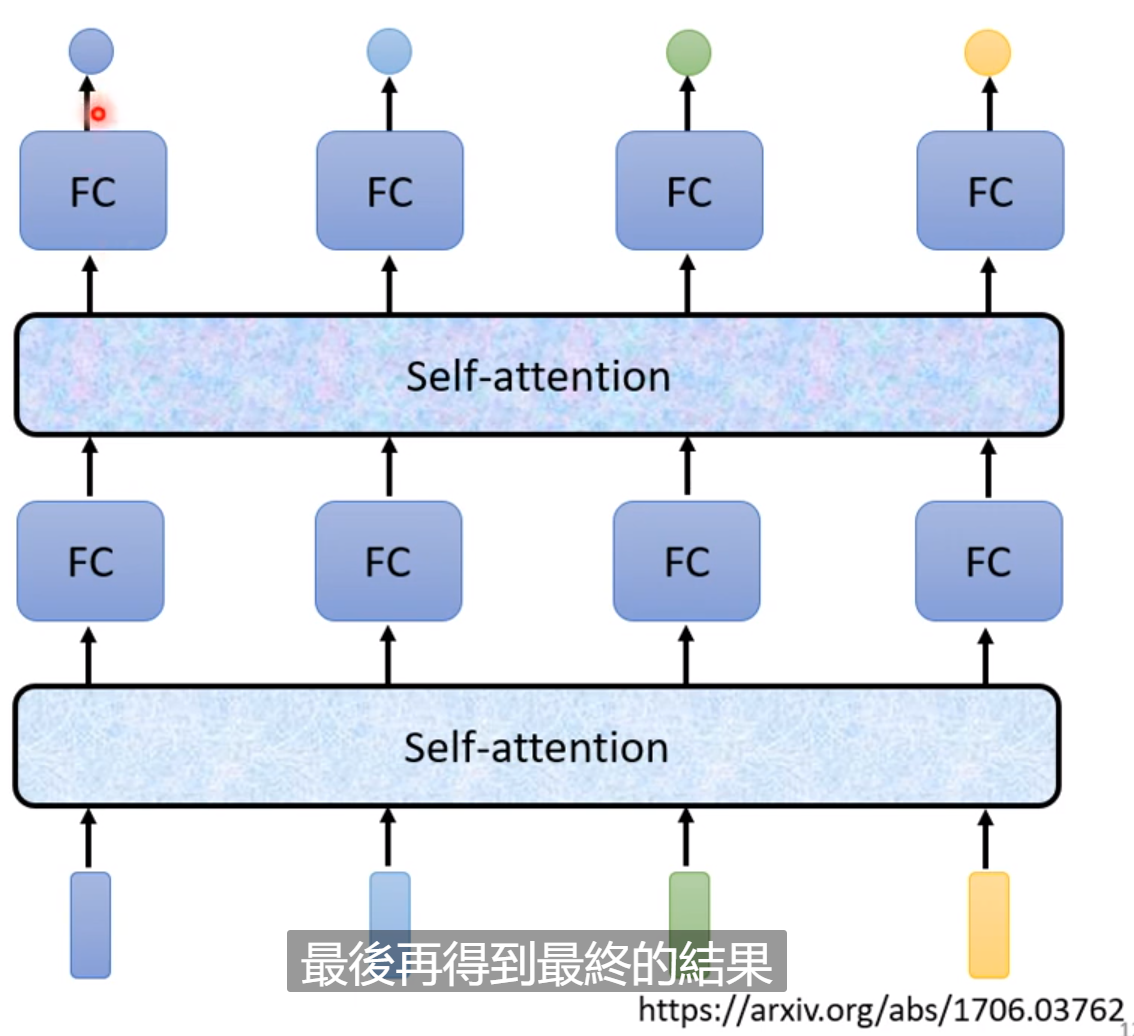 FC FC FC FC
Self-attention
FC FC FC FC
Self-attention
最後再得到最終的結果
https://arxiv.org/abs/1706.03762